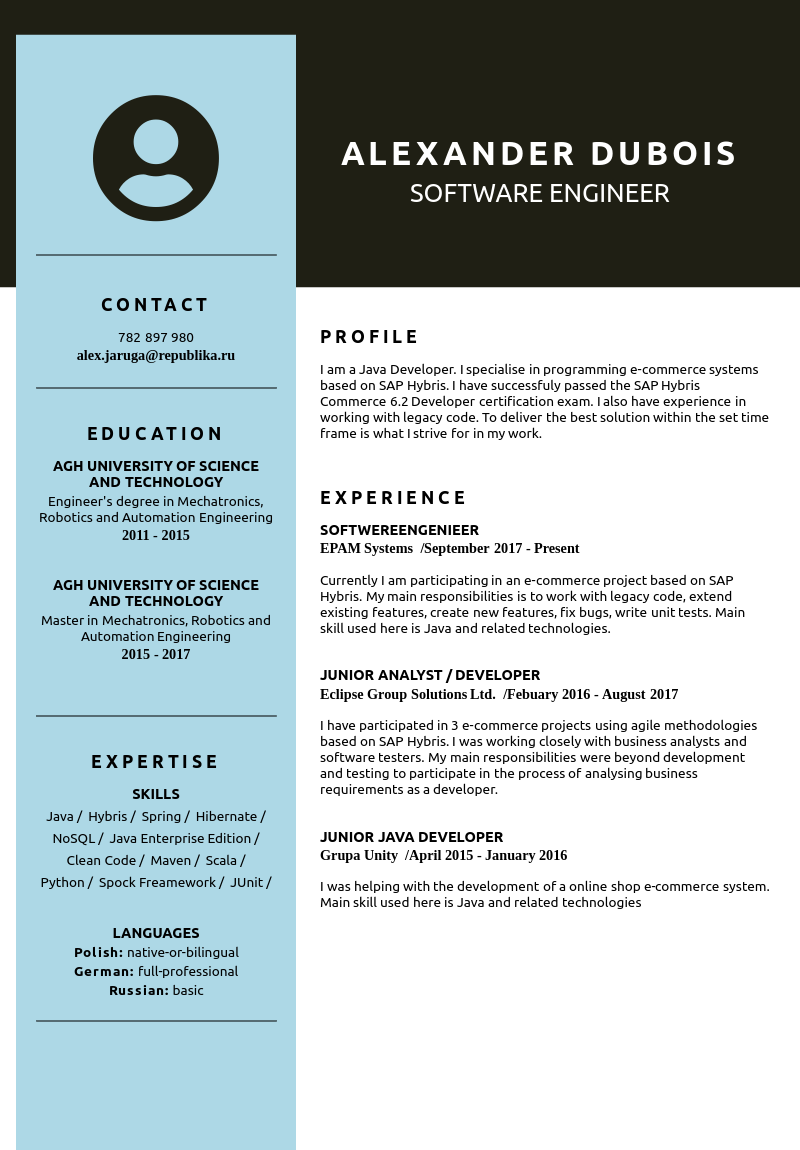 ALEXANDER DUBOIS
SOFTWARE ENGINEER
CONTACT
782 897 980
alex.jaruga@republika.ru
EDUCATION
AGH UNIVERSITY OF SCIENCE
AND TECHNOLOGY
Engineer's degree in Mechatronics,
Robotics and Automation Engineering
2011 - 2015
AGH UNIVERSITY OF SCIENCE
AND TECHNOLOGY
Master in Mechatronics, Robotics and
Automation Engineering
2015 - 2017
EXPERTISE
SKILLS
Java / Hybris / Spring / Hibernate /
NoSQL / Java Enterprise Edition /
Clean Code / Maven / Scala /
Python / Spock Freamework / JUnit /
LANGUAGES
Polish: native-or-bilingual
German: full-professional
Russian: basic
PROFILE
I am a Java Developer. I specialise in programming e-commerce systems
based on SAP Hybris. I have successfuly passed the SAP Hybris
Commerce 6.2 Developer certification exam. I also have experience in
working with legacy code. To deliver the best solution within the set time
frame is what I strive for in my work.
EXPERIENCE
SOFTWEREENGENIEER
EPAM Systems /September 2017 - Present
Currently I am participating in an e-commerce project based on SAP
Hybris. My main responsibilities is to work with legacy code, extend
existing features, create new features, fix bugs, write unit tests. Main
skill used here is Java and related technologies.
JUNIOR ANALYST / DEVELOPER
Eclipse Group Solutions Ltd. /Febuary 2016 - August 2017
I have participated in 3 e-commerce projects using agile methodologies
based on SAP Hybris. I was working closely with business analysts and
software testers. My main responsibilities were beyond development
and testing to participate in the process of analysing business
requirements as a developer.
JUNIOR JAVA DEVELOPER
Grupa Unity /April 2015 - January 2016
I was helping with the development of a online shop e-commerce system.
Main skill used here is Java and related technologies